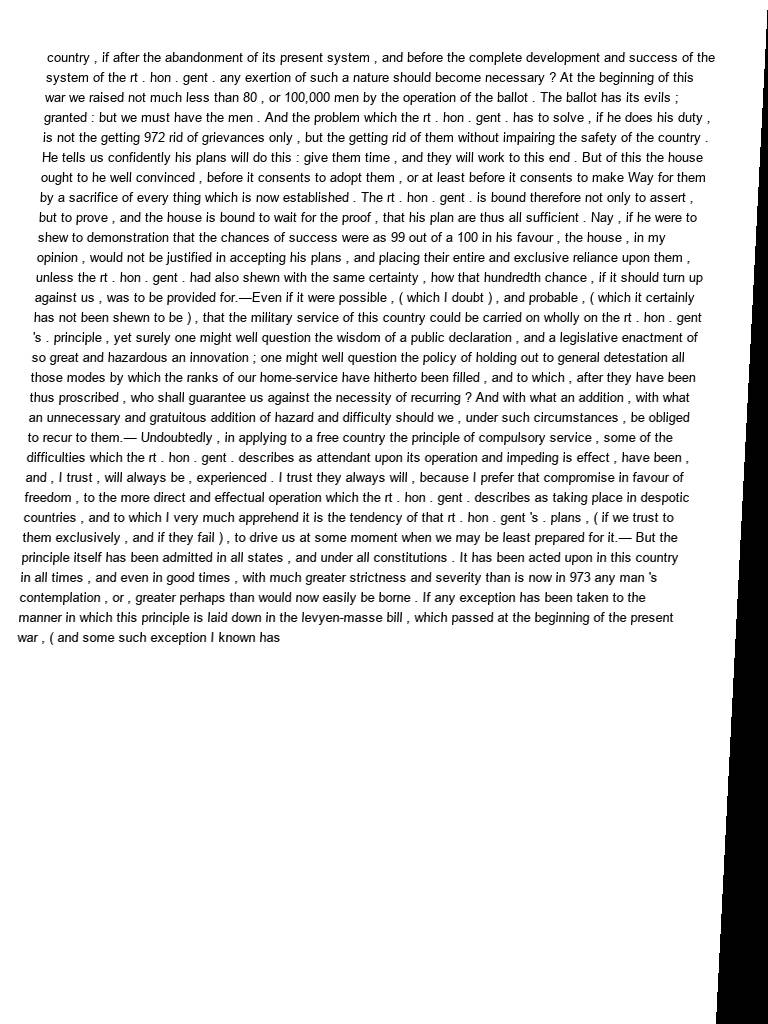 country , if after the abandonment of its present system , and before the complete development and success of the
system of the rt . hon . gent . any exertion of such a nature should become necessary ? At the beginning of this
war we raised not much less than 80 , or 100,000 men by the operation of the ballot . The ballot has its evils ;
granted : but we must have the men . And the problem which the rt . hon . gent . has to solve , if he does his duty ,
is not the getting 972 rid of grievances only , but the getting rid of them without impairing the safety of the country .
He tells us confidently his plans will do this : give them time , and they will work to this end . But of this the house
ought to he well convinced , before it consents to adopt them , or at least before it consents to make Way for them
by a sacrifice of every thing which is now established . The rt . hon . gent . is bound therefore not only to assert ,
but to prove , and the house is bound to wait for the proof , that his plan are thus all sufficient . Nay , if he were to
shew to demonstration that the chances of success were as 99 out of a 100 in his favour , the house , in my
opinion , would not be justified in accepting his plans , and placing their entire and exclusive reliance upon them ,
unless the rt . hon . gent . had also shewn with the same certainty , how that hundredth chance , if it should turn up
against us , was to be provided for.—Even if it were possible , ( which I doubt ) , and probable , ( which it certainly
has not been shewn to be ) , that the military service of this country could be carried on wholly on the rt . hon . gent
's . principle , yet surely one might well question the wisdom of a public declaration , and a legislative enactment of
so great and hazardous an innovation ; one might well question the policy of holding out to general detestation all
those modes by which the ranks of our home-service have hitherto been filled , and to which , after they have been
thus proscribed , who shall guarantee us against the necessity of recurring ? And with what an addition , with what
an unnecessary and gratuitous addition of hazard and difficulty should we , under such circumstances , be obliged
to recur to them.— Undoubtedly , in applying to a free country the principle of compulsory service , some of the
difficulties which the rt . hon . gent . describes as attendant upon its operation and impeding is effect , have been ,
and , I trust , will always be , experienced . I trust they always will , because I prefer that compromise in favour of
freedom , to the more direct and effectual operation which the rt . hon . gent . describes as taking place in despotic
countries , and to which I very much apprehend it is the tendency of that rt . hon . gent 's . plans , ( if we trust to
them exclusively , and if they fail ) , to drive us at some moment when we may be least prepared for it.— But the
principle itself has been admitted in all states , and under all constitutions . It has been acted upon in this country
in all times , and even in good times , with much greater strictness and severity than is now in 973 any man 's
contemplation , or , greater perhaps than would now easily be borne . If any exception has been taken to the
manner in which this principle is laid down in the levyen-masse bill , which passed at the beginning of the present
war , ( and some such exception I known has